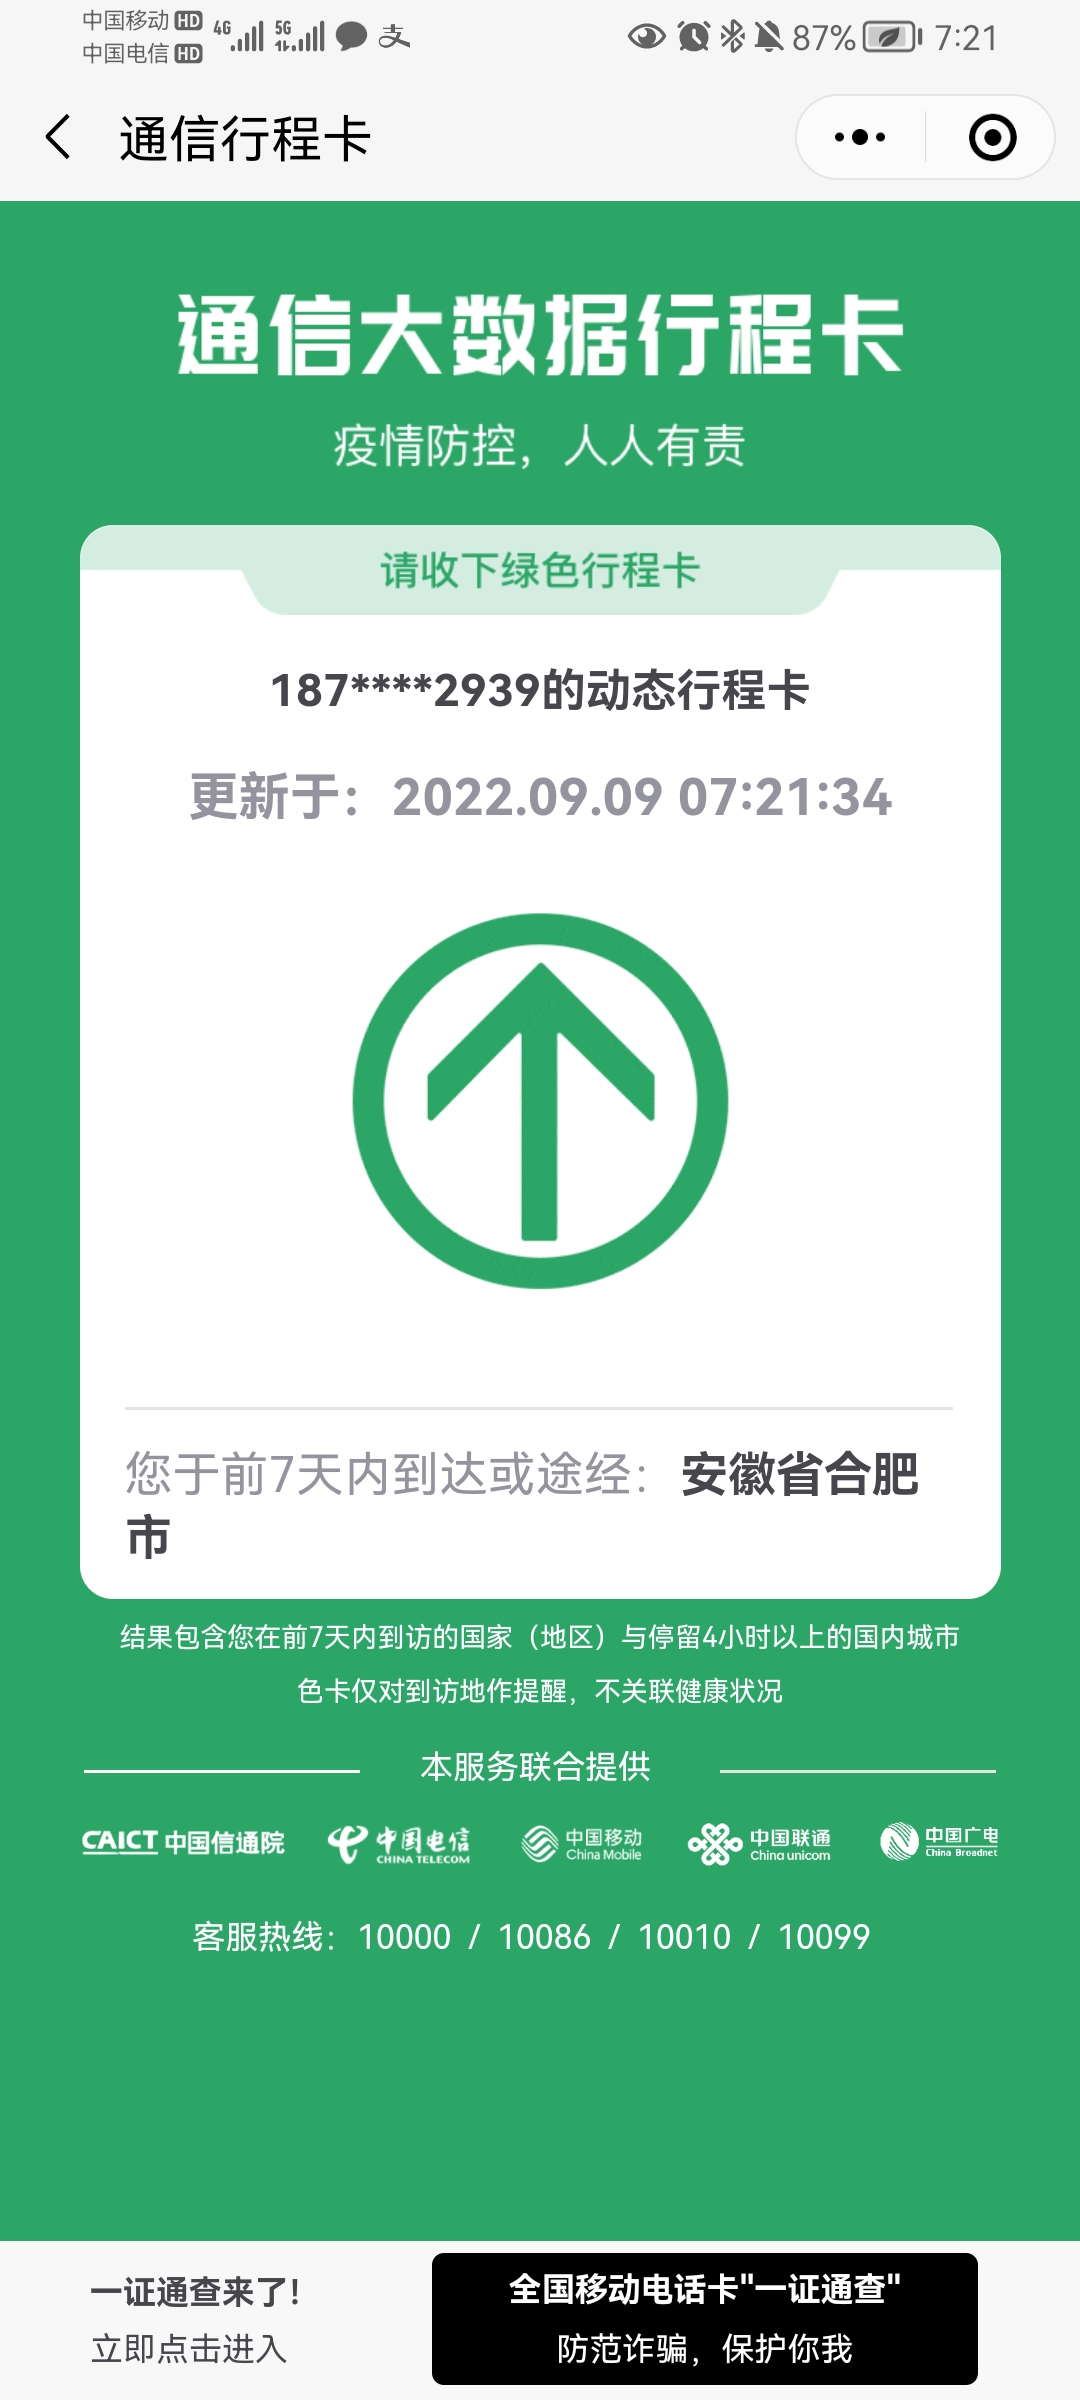 中国移动 HD 4G 5G 支 87% 7:21
中国电信 HD
通信行程卡
通信大数据行程卡
疫情防控，人人有责
请收下绿色行程卡
187****2939的动态行程卡
更新于：2022.09.09 07:21:34
您于前7天内到达或途经：安徽省合肥
市
结果包含您在前7天内到访的国家（地区）与停留4小时以上的国内城市
色卡仅对到访地作提醒，不关联健康状况
本服务联合提供
CAICT 中国信通院 中国电信 CHINA TELECOM 中国移动 China Mobile 中国联通 China unicom 中国广电 China Broadnet
客服热线：10000 / 10086 / 10010 / 10099
一证通查来了！
立即点击进入
全国移动电话卡"一证通查"
防范诈骗，保护你我